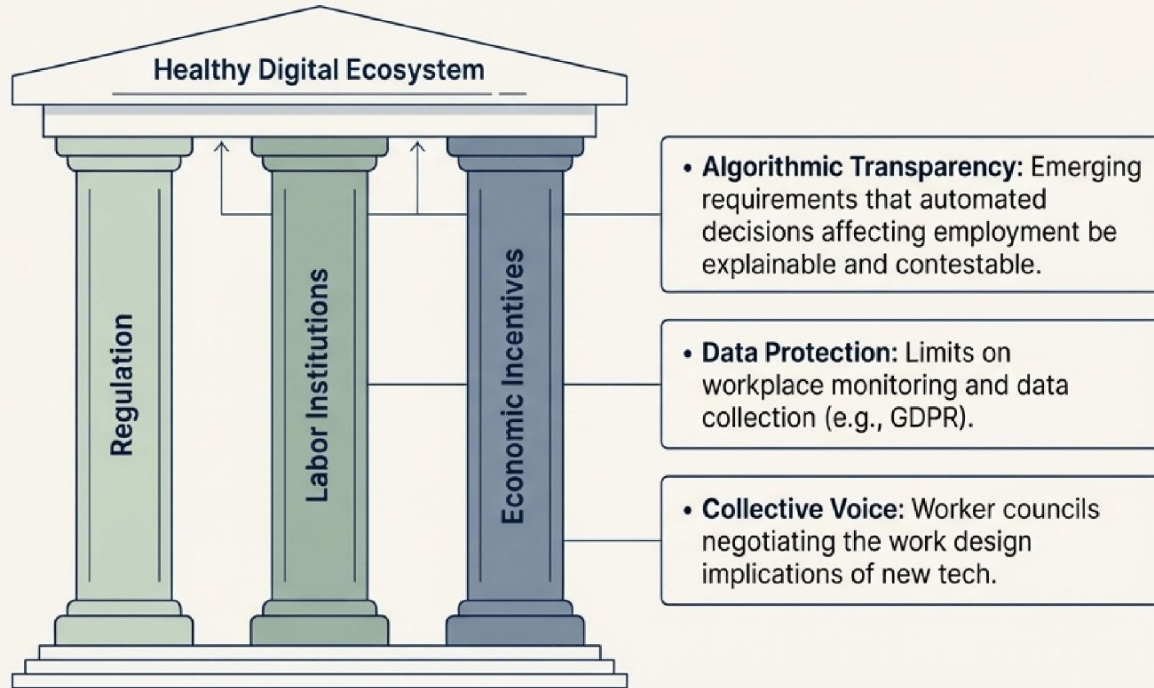 Healthy Digital Ecosystem
Regulation
Labor Institutions
Economic Incentives
• Algorithmic Transparency: Emerging
requirements that automated
decisions affecting employment be
explainable and contestable.
• Data Protection: Limits on
workplace monitoring and data
collection (e.g., GDPR).
• Collective Voice: Worker councils
negotiating the work design
implications of new tech.